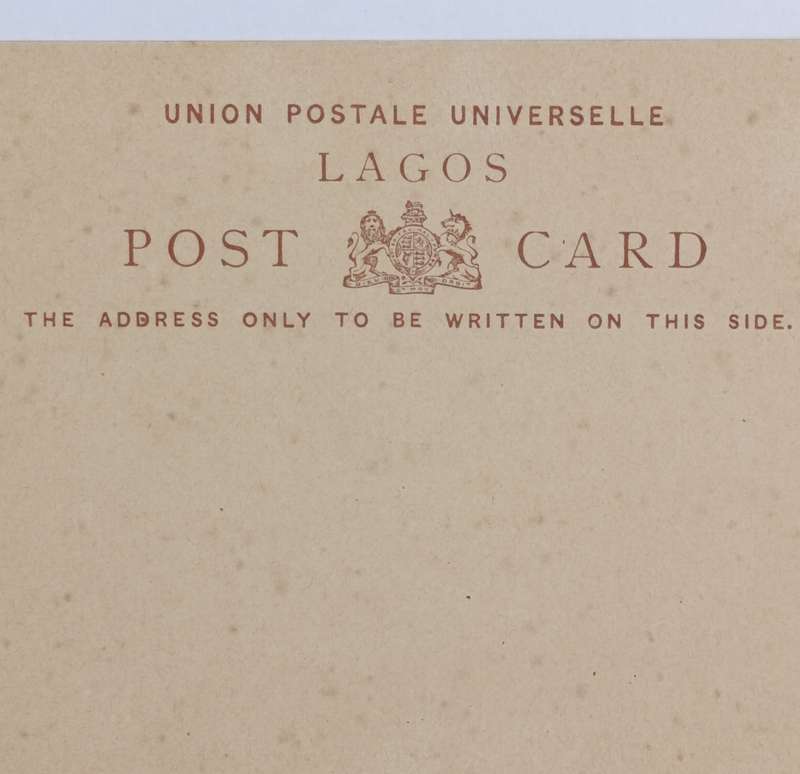 UNION POSTALE UNIVERSELLE
LAGOS
POST CARD
THE ADDRESS ONLY TO BE WRITTEN ON THIS SIDE.